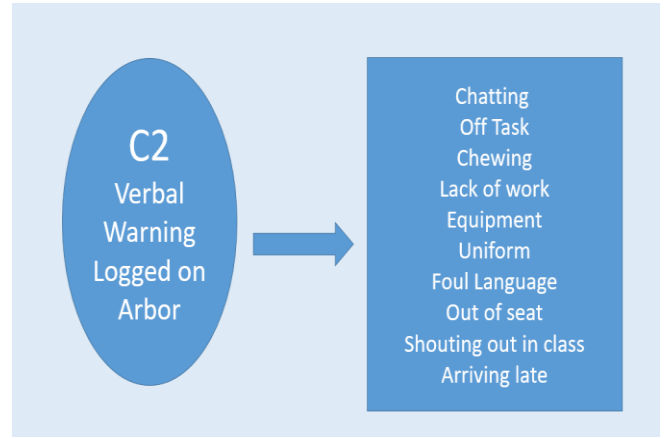 C2
Verbal
Warning
Logged on
Arbor
Chatting
Off Task
Chewing
Lack of work
Equipment
Uniform
Foul Language
Out of seat
Shouting out in class
Arriving late